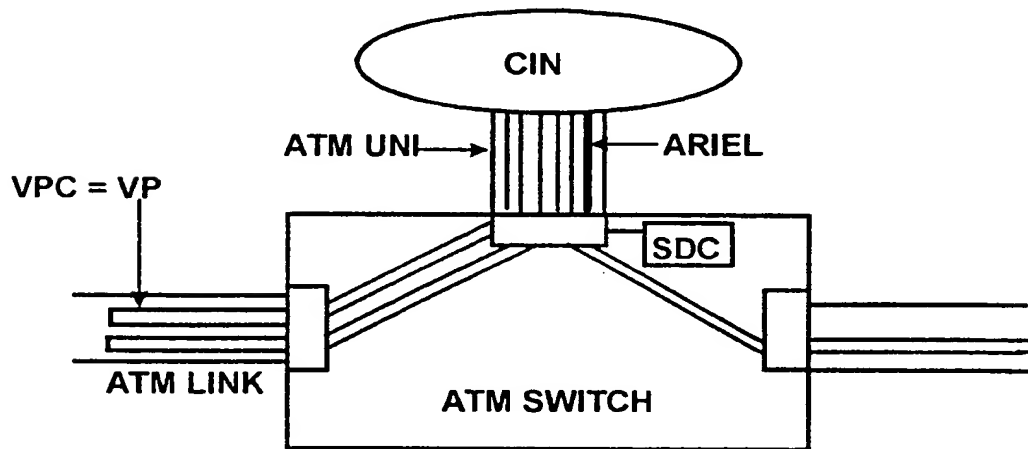 CIN
ATM UNI
ARIEL
VPC = VP
SDC
ATM LINK
ATM SWITCH